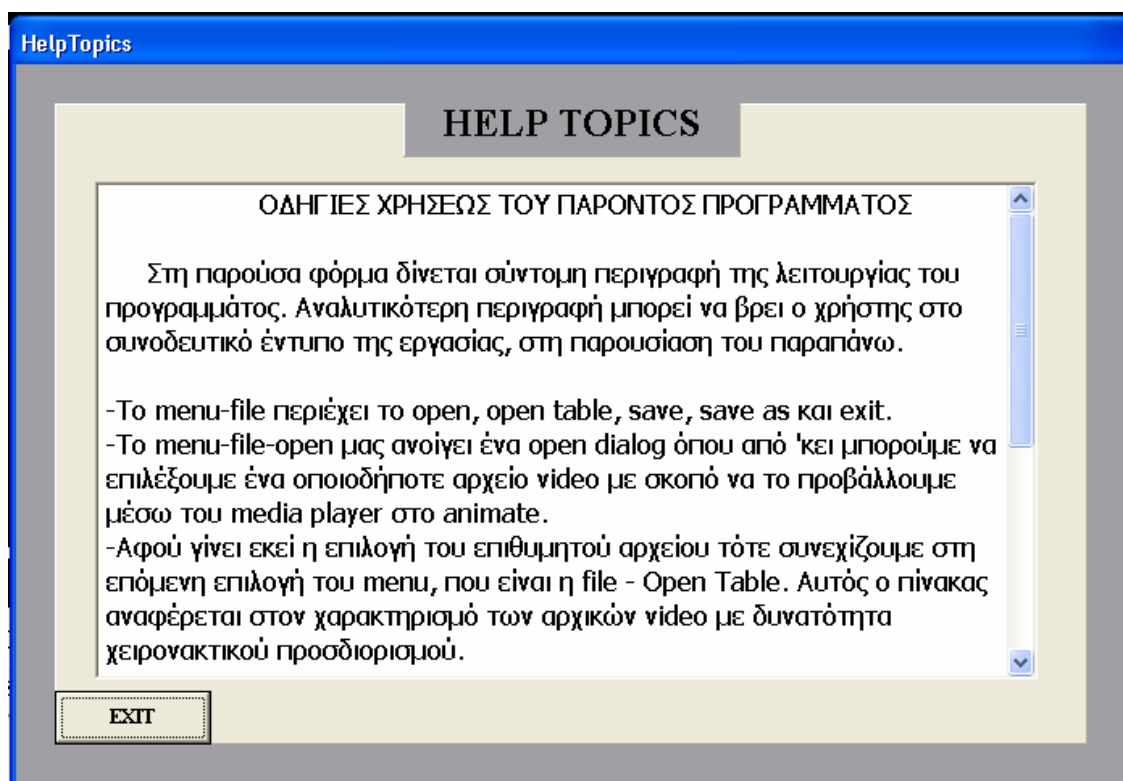 HelpTopics
HELP TOPICS
ΟΔΗΓΙΕΣ ΧΡΗΣΕΩΣ ΤΟΥ ΠΑΡΟΝΤΟΣ ΠΡΟΓΡΑΜΜΑΤΟΣ
Στη παρούσα φόρμα δίνεται σύντομη περιγραφή της λειτουργίας του
προγραμμάτος. Αναλυτικότερη περιγραφή μπορεί να βρει ο χρήστης στο
συνοδευτικό έντυπο της εργασίας, στη παρουσίαση του παραπάνω.
-Το menu-file περιέχει το open, open table, save, save as και exit.
-Το menu-file-open μας ανοίγει ένα open dialog όπου από 'κει μπορούμε να
επιλέξουμε ένα οποιοδήποτε αρχείο video με σκοπό να το προβάλλουμε
μέσω του media player στο animate.
-Αφού γίνει εκεί η επιλογή του επιθυμητού αρχείου τότε συνεχίζουμε στη
επόμενη επιλογή του menu, που είναι η file - Open Table. Αυτός ο πίνακας
αναφέρεται στον χαρακτηρισμό των αρχικών video με δυνατότητα
χειρονακτικού προσδιορισμού.
EXIT